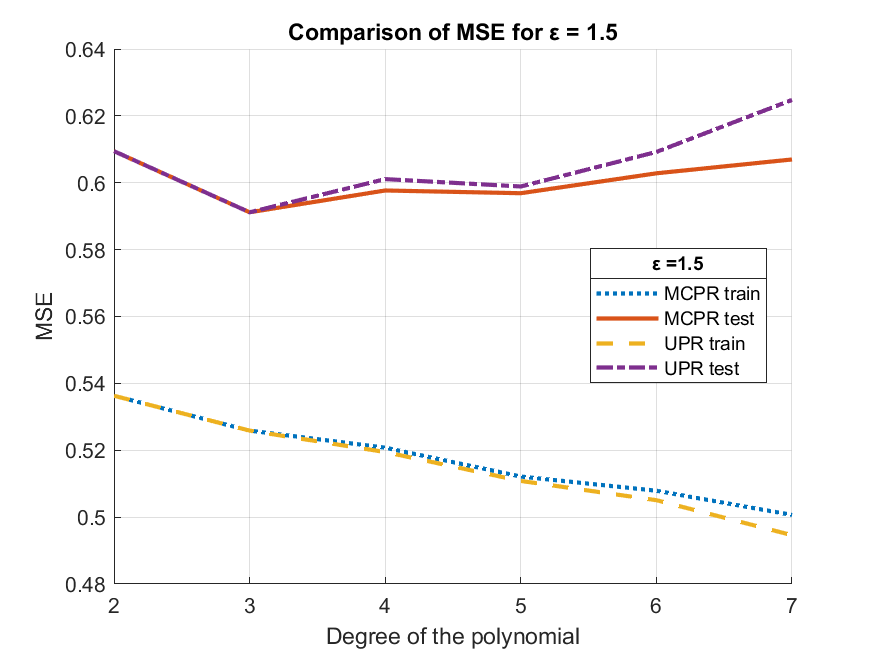 Comparison of MSE for ε = 1.5
0.64
0.62
0.6
0.58
0.56
0.54
0.52
0.5
0.48
MSE
ε =1.5
MCPR train
MCPR test
UPR train
UPR test
2 3 4 5 6 7
Degree of the polynomial